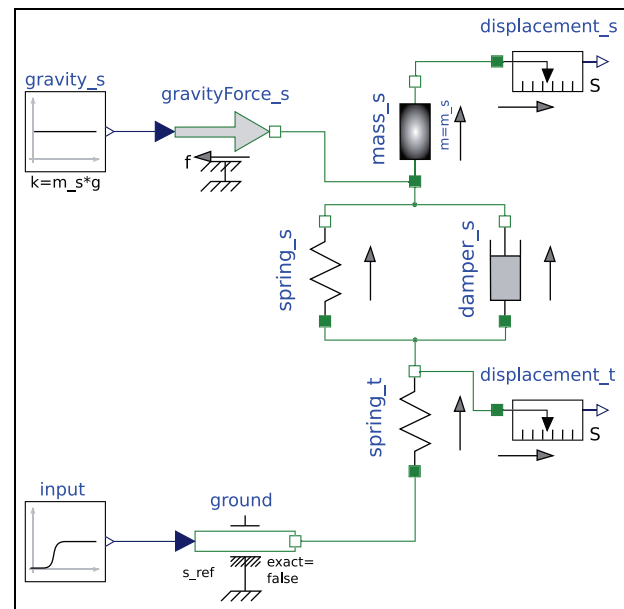 displacement_s
S
gravity_s
k=m_s*g
gravityForce_s
f
mass_s
m=m_s
spring_s
damper_s
displacement_t
S
spring_t
input
ground
s_ref
exact=
false